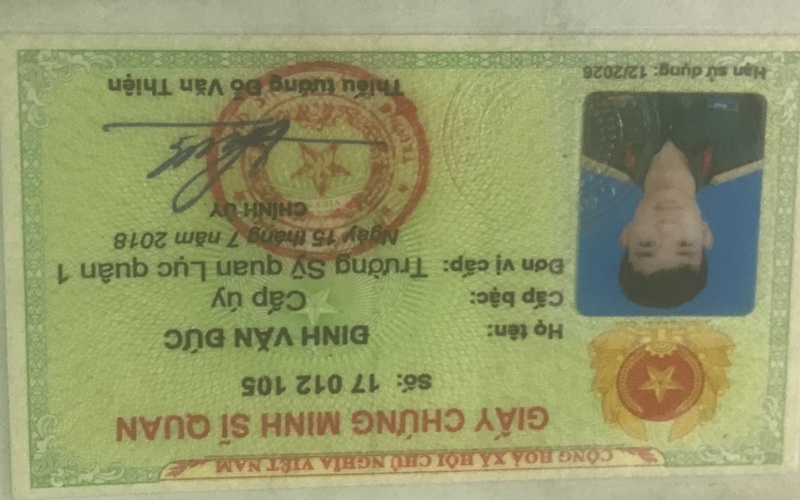 CỘNG HOÀ XÃ HỘI CHỦ NGHĨA VIỆT NAM
GIẤY CHỨNG MINH SĨ QUAN
Số: 17 012 105
Họ tên: ĐINH VĂN ĐỨC
Cấp bậc: Cấp úy
Đơn vị cấp: Trường Sỹ quan Lục quân 1
Ngày 15 tháng 7 năm 2018
CHÍNH ỦY
Thiếu tướng Đỗ Văn Thiện
Hạn sử dụng: 12/2026